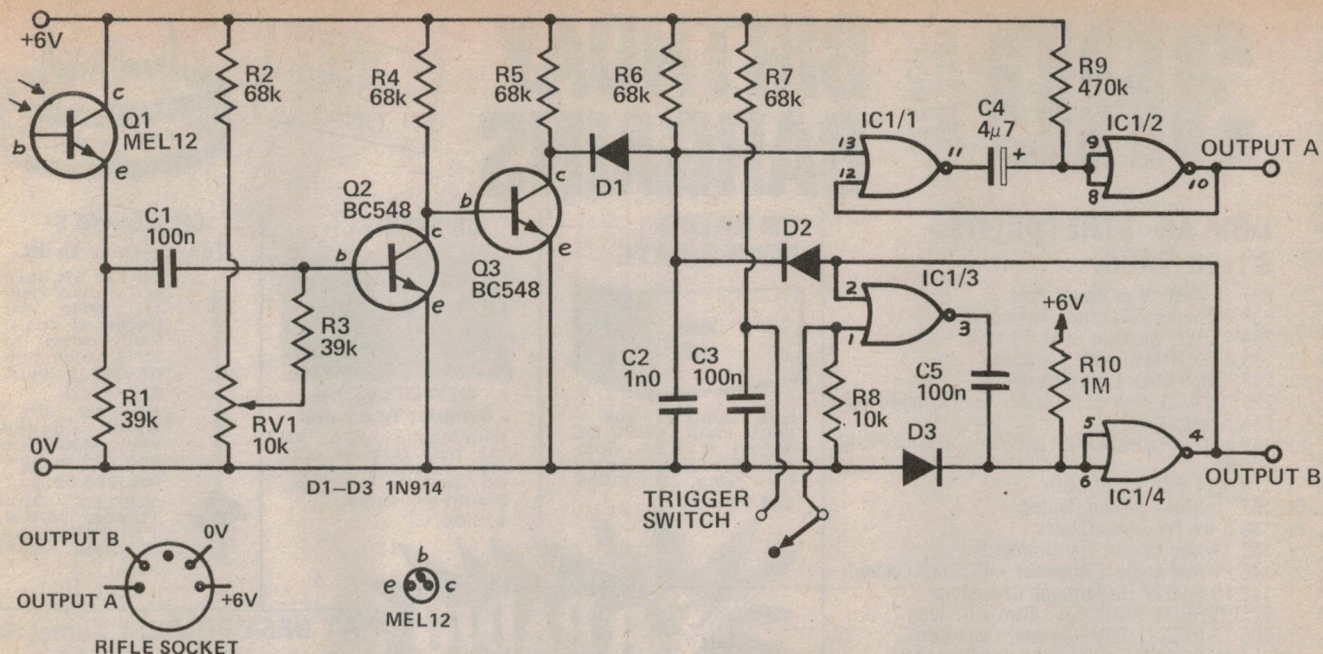 +6V
c
Q1
MEL12
b
e
R2
68k
R4
68k
R5
68k
R6
68k
R7
68k
R9
470k
C4
4µ7
+
IC1/1
IC1/2
13
12
11
9
8
10
OUTPUT A
D1
Q2
BC548
b
c
e
b
c
e
Q3
BC548
C1
100n
D2
IC1/3
2
1
3
+6V
R3
39k
C2
1n0
C3
100n
C5
100n
R10
1M
R1
39k
RV1
10k
R8
10k
D3
5
6
4
0V
IC1/4
OUTPUT B
D1–D3 1N914
TRIGGER
SWITCH
OUTPUT B
0V
OUTPUT A
+6V
RIFLE SOCKET
b
e
c
MEL12